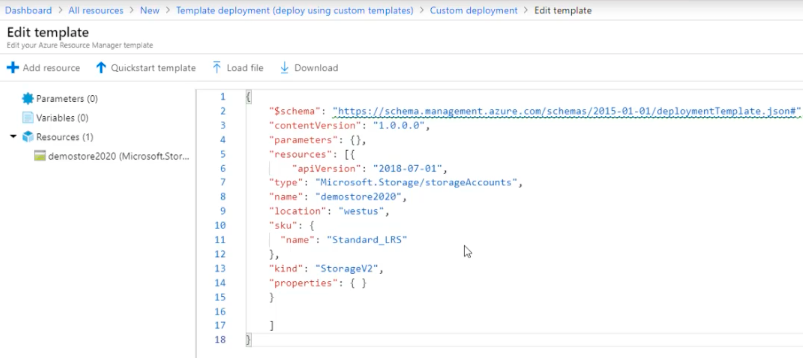 Dashboard > All resources > New > Template deployment (deploy using custom templates) > Custom deployment > Edit template
Edit template
Edit your Azure Resource Manager template
Add resource Quickstart template Load file Download
Parameters (0)
Variables (0)
Resources (1)
demostore2020 (Microsoft.Stor...
1 {
2 "$schema": "https://schema.management.azure.com/schemas/2015-01-01/deploymentTemplate.json#"
3 "contentVersion": "1.0.0.0",
4 "parameters": {},
5 "resources": [{
6 "apiVersion": "2018-07-01",
7 "type": "Microsoft.Storage/storageAccounts",
8 "name": "demostore2020",
9 "location": "westus",
10 "sku": {
11 "name": "Standard_LRS"
12 },
13 "kind": "StorageV2",
14 "properties": { }
15 }
16
17 ]
18 }